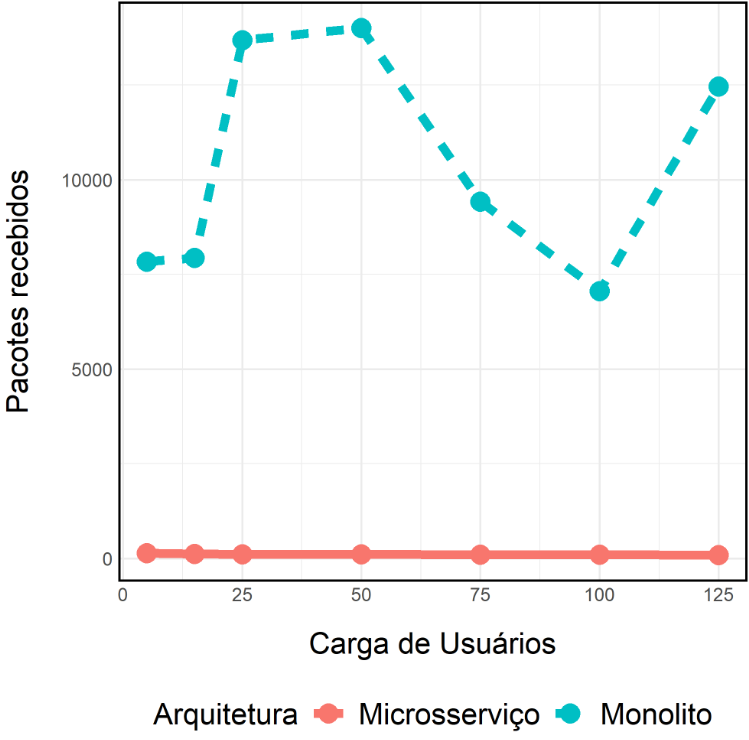 Pacotes recebidos
10000
5000
0
0 25 50 75 100 125
Carga de Usuários
Arquitetura Microsserviço Monolito